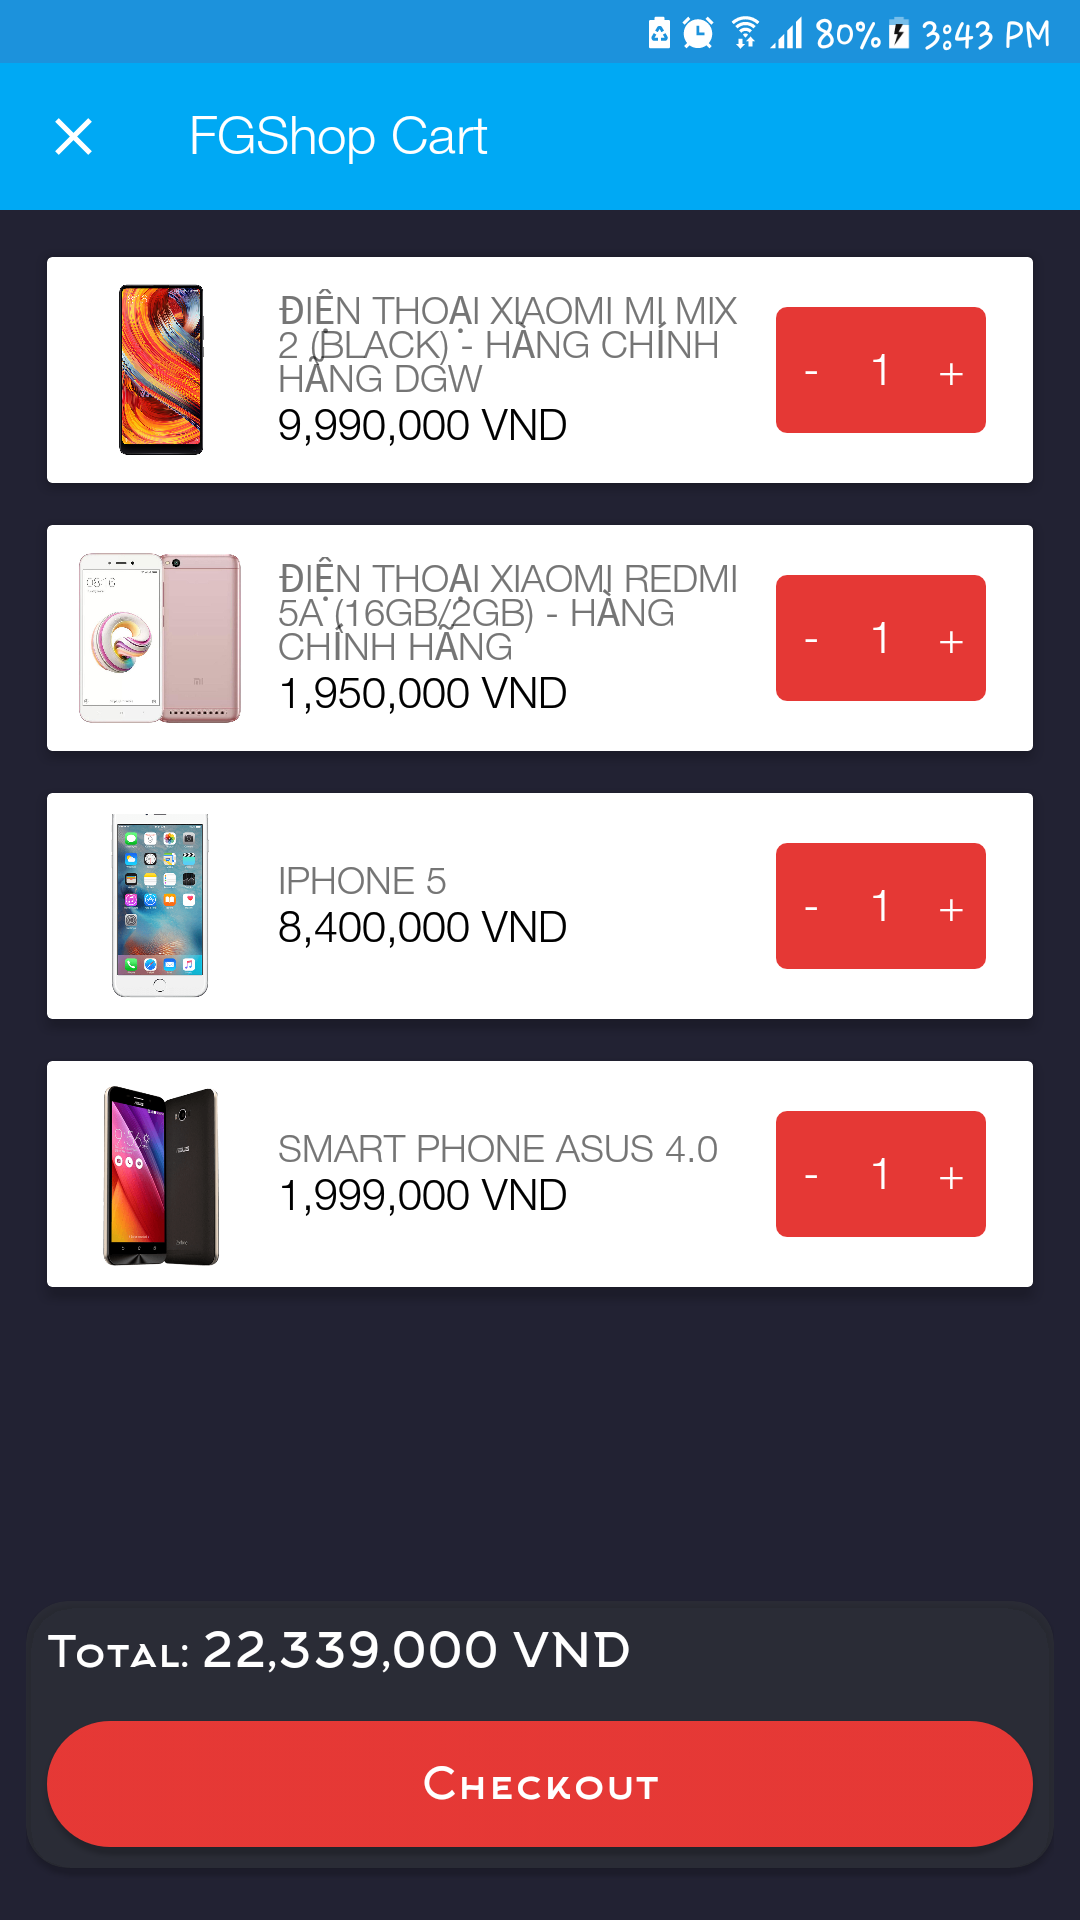 80% 3:43 PM
FGShop Cart
ĐIỆN THOẠI XIAOMI MI MIX
2 (BLACK) - HÀNG CHÍNH
HÃNG DGW
9,990,000 VND
- 1 +
ĐIỆN THOẠI XIAOMI REDMI
5A (16GB/2GB) - HÀNG
CHÍNH HÃNG
1,950,000 VND
- 1 +
08:16
IPHONE 5
8,400,000 VND
- 1 +
SMART PHONE ASUS 4.0
1,999,000 VND
- 1 +
Total: 22,339,000 VND
Checkout